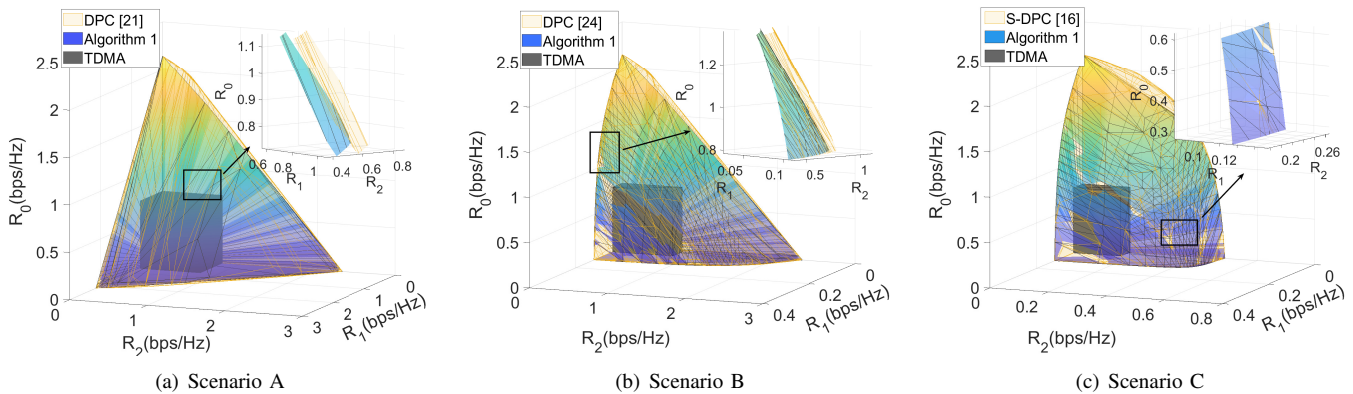 DPC [21]
Algorithm 1
TDMA
R0(bps/Hz)
2.5
2
1.5
1
0.5
0
1
2
3
R2(bps/Hz)
3
2
1
0
R1(bps/Hz)
1.1
1
0.9
0.8
R0
0.6
0.8
1
R1
0.4
0.6
0.8
R2
(a) Scenario A
DPC [24]
Algorithm 1
TDMA
R0(bps/Hz)
2.5
2
1.5
1
0.5
0
0
1
2
3
R2(bps/Hz)
0.4
0.2
0
R1(bps/Hz)
1.2
1
0.8
R0
0.05
0.1
R1
0.5
1
R2
(b) Scenario B
S-DPC [16]
Algorithm 1
TDMA
R0(bps/Hz)
2.5
2
1.5
1
0.5
0
0
0.2
0.4
0.6
0.8
R2(bps/Hz)
0.4
0.2
0
R1(bps/Hz)
0.6
0.5
0.4
0.3
R0
0.1
0.12
R1
0.2
0.26
R2
(c) Scenario C